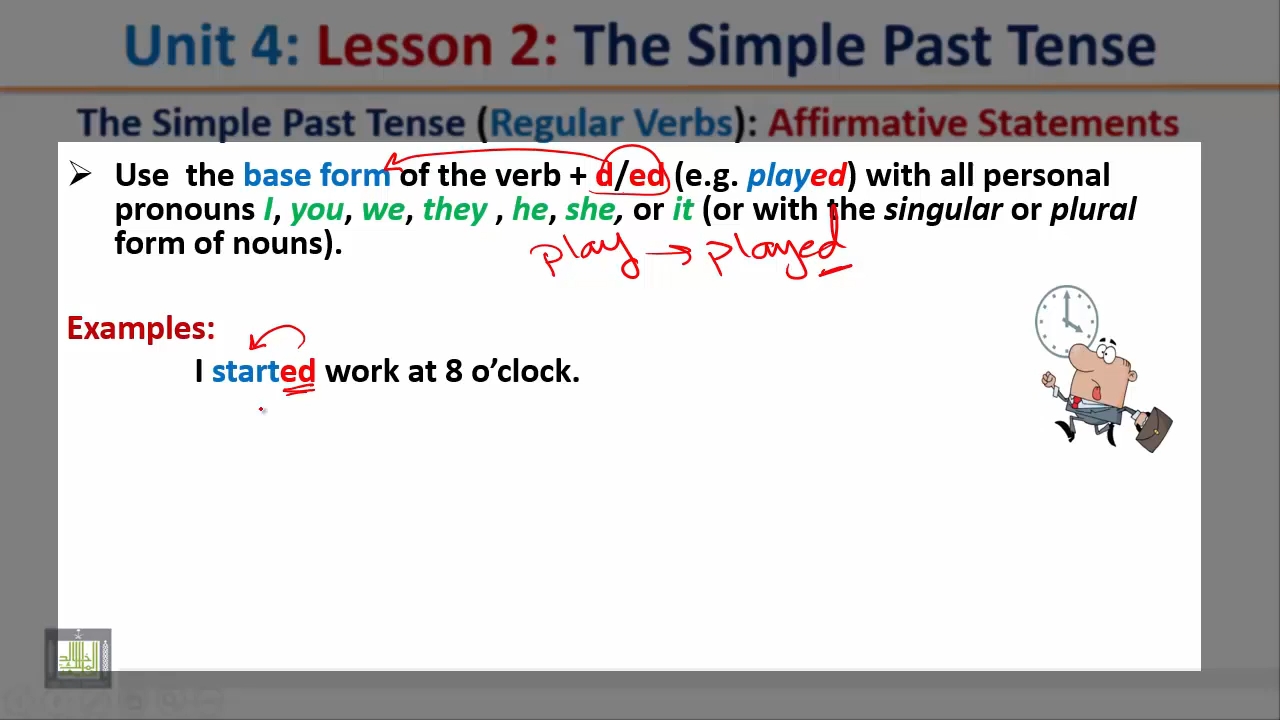 Unit 4: Lesson 2: The Simple Past Tense
The Simple Past Tense (Regular Verbs): Affirmative Statements
➢ Use the base form of the verb + d/ed (e.g. played) with all personal
pronouns I, you, we, they , he, she, or it (or with the singular or plural
form of nouns).
play → played
Examples:
I started work at 8 o’clock.